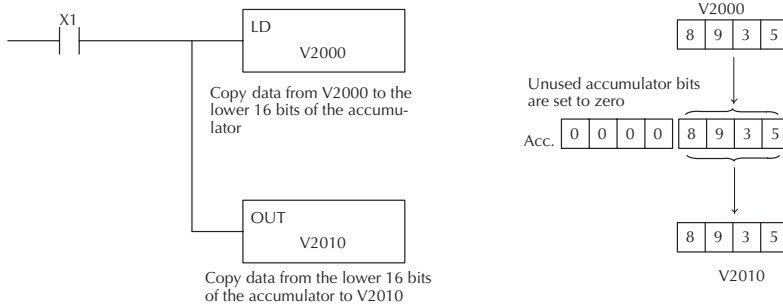 X1
LD
V2000
Copy data from V2000 to the
lower 16 bits of the accumu-
lator
OUT
V2010
Copy data from the lower 16 bits
of the accumulator to V2010
V2000
8 9 3 5
Unused accumulator bits
are set to zero
Acc. 0 0 0 0 8 9 3 5
8 9 3 5
V2010